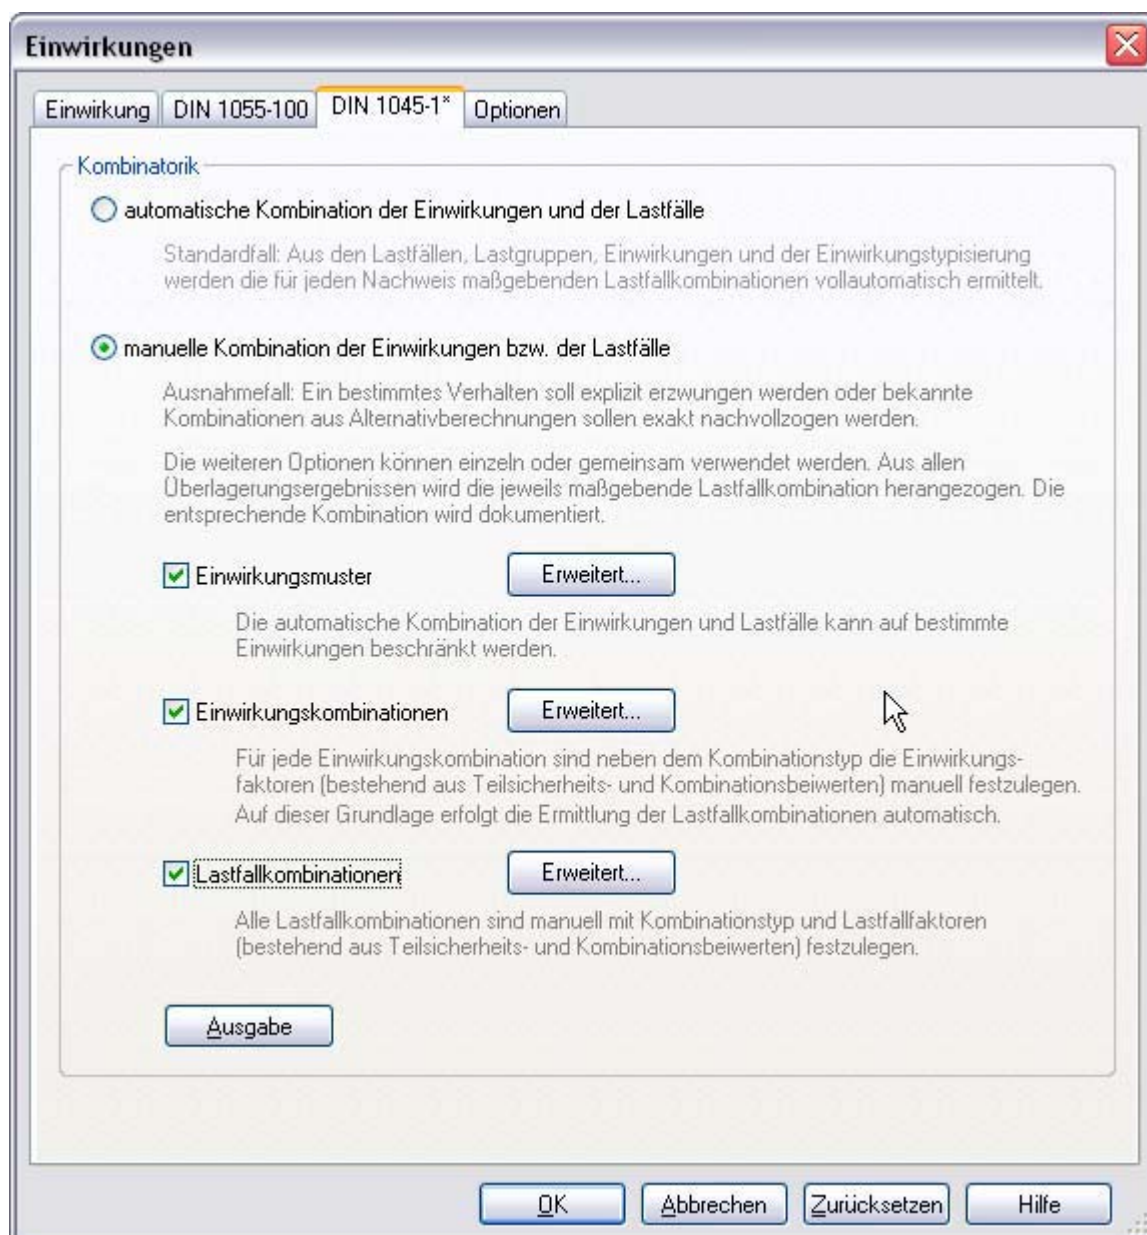 Einwirkungen
Einwirkung DIN 1055-100 DIN 1045-1* Optionen
Kombinatorik
automatische Kombination der Einwirkungen und der Lastfälle
Standardfall: Aus den Lastfällen, Lastgruppen, Einwirkungen und der Einwirkungstypisierung
werden die für jeden Nachweis maßgebenden Lastfallkombinationen vollautomatisch ermittelt.
manuelle Kombination der Einwirkungen bzw. der Lastfälle
Ausnahmefall: Ein bestimmtes Verhalten soll explizit erzwungen werden oder bekannte
Kombinationen aus Alternativberechnungen sollen exakt nachvollzogen werden.
Die weiteren Optionen können einzeln oder gemeinsam verwendet werden. Aus allen
Überlagerungsergebnissen wird die jeweils maßgebende Lastfallkombination herangezogen. Die
entsprechende Kombination wird dokumentiert.
Einwirkungsmuster Erweitert...
Die automatische Kombination der Einwirkungen und Lastfälle kann auf bestimmte
Einwirkungen beschränkt werden.
Einwirkungskombinationen Erweitert...
Für jede Einwirkungskombination sind neben dem Kombinationstyp die Einwirkungs-
faktoren (bestehend aus Teilsicherheits- und Kombinationsbeiwerten) manuell festzulegen.
Auf dieser Grundlage erfolgt die Ermittlung der Lastfallkombinationen automatisch.
Lastfallkombinationen Erweitert...
Alle Lastfallkombinationen sind manuell mit Kombinationstyp und Lastfallfaktoren
(bestehend aus Teilsicherheits- und Kombinationsbeiwerten) festzulegen.
Ausgabe
OK Abbrechen Zurücksetzen Hilfe